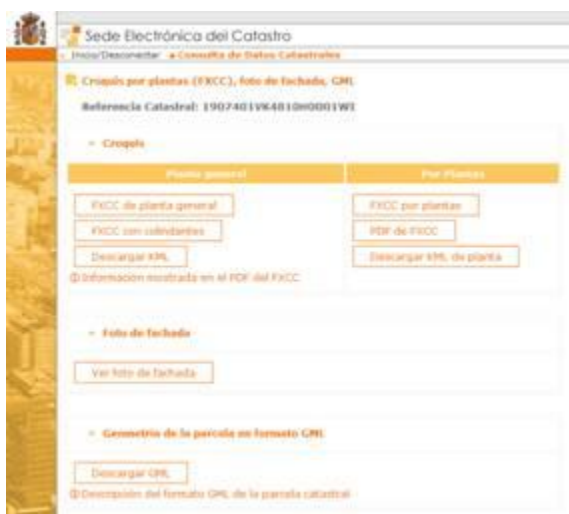 Sede Electrónica del Catastro
Inicio/Desconectar Consulta de Datos Catastrales
Croquis por plantas (FXCC), foto de fachada, GML
Referencia Catastral: 1907401VK4810H0001WI
Croquis
Planta general Por Plantas
FXCC de planta general FXCC por plantas
FXCC con colindantes PDF de FXCC
Descargar KML Descargar KML de planta
Información mostrada en el PDF del FXCC
Foto de fachada
Ver foto de fachada
Geometría de la parcela en formato GML
Descargar GML
Descripción del formato GML de la parcela catastral